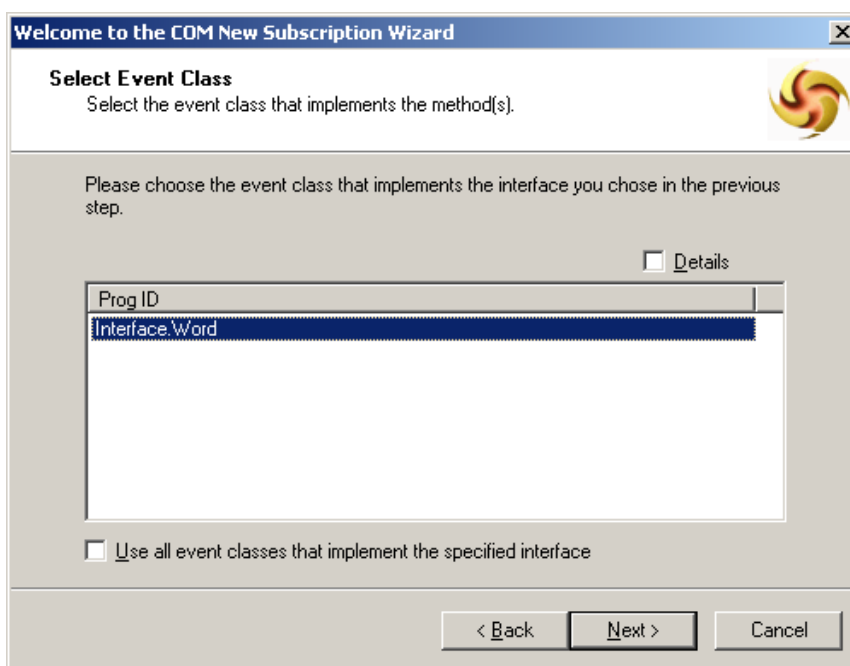 Welcome to the COM New Subscription Wizard
Select Event Class
Select the event class that implements the method(s).
Please choose the event class that implements the interface you chose in the previous
step.
Details
Prog ID
Interface.Word
Use all event classes that implement the specified interface
< Back
Next >
Cancel